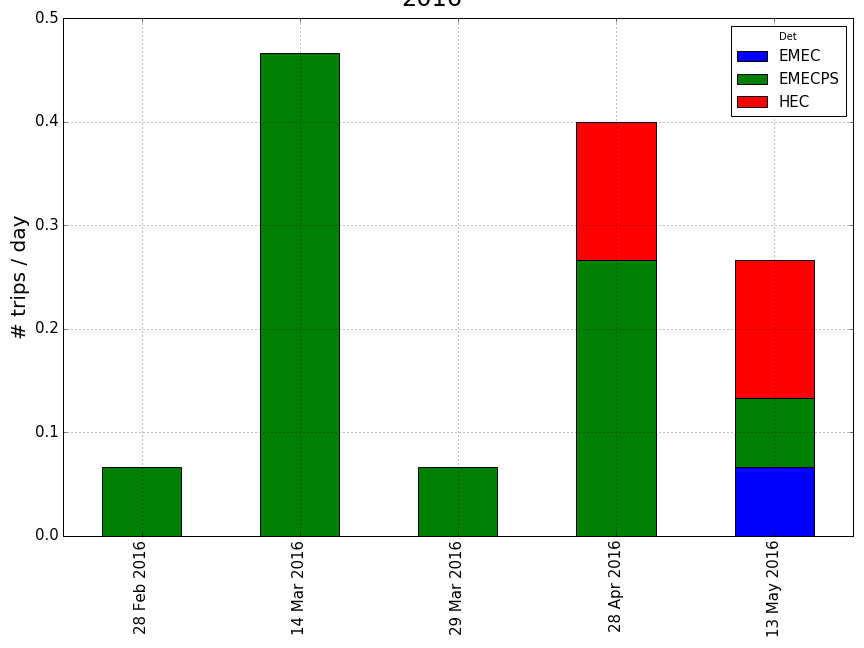 2016
0.5
0.4
0.3
0.2
0.1
0.0
# trips / day
Det
EMEC
EMECPS
HEC
28 Feb 2016
14 Mar 2016
29 Mar 2016
28 Apr 2016
13 May 2016